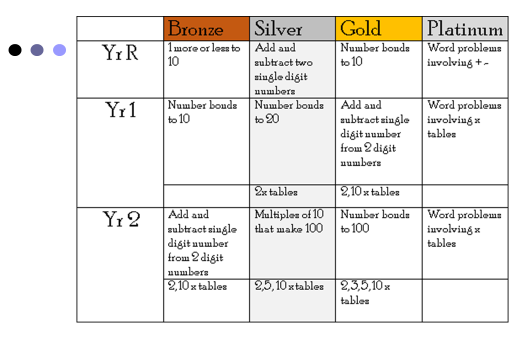 Bronze Silver Gold Platinum
Yr R
1 more or less to
10
Add and
subtract two
single digit
numbers
Number bonds
to 10
Word problems
involving + -
Yr 1
Number bonds
to 10
Number bonds
to 20
Add and
subtract single
digit number
from 2 digit
numbers
Word problems
involving x
tables
2x tables
2,10 x tables
Yr 2
Add and
subtract single
digit number
from 2 digit
numbers
Multiples of 10
that make 100
Number bonds
to 100
Word problems
involving x
tables
2,10 x tables
2,5,10 x tables
2,3,5,10 x
tables